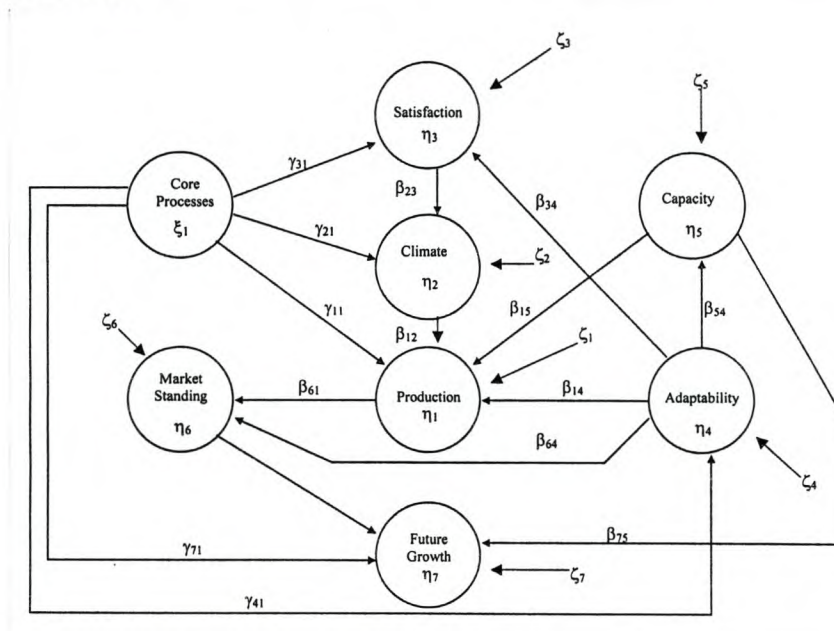 ζ3
Satisfaction
η3
ζ5
Core
Processes
ξ1
γ31
β23
β34
Capacity
η5
γ21
Climate
η2
ζ2
γ11
β12
β15
β54
ζ6
ζ1
Market
Standing
η6
β61
Production
η1
β14
Adaptability
η4
β64
ζ4
Future
Growth
η7
γ71
β75
ζ7
γ41